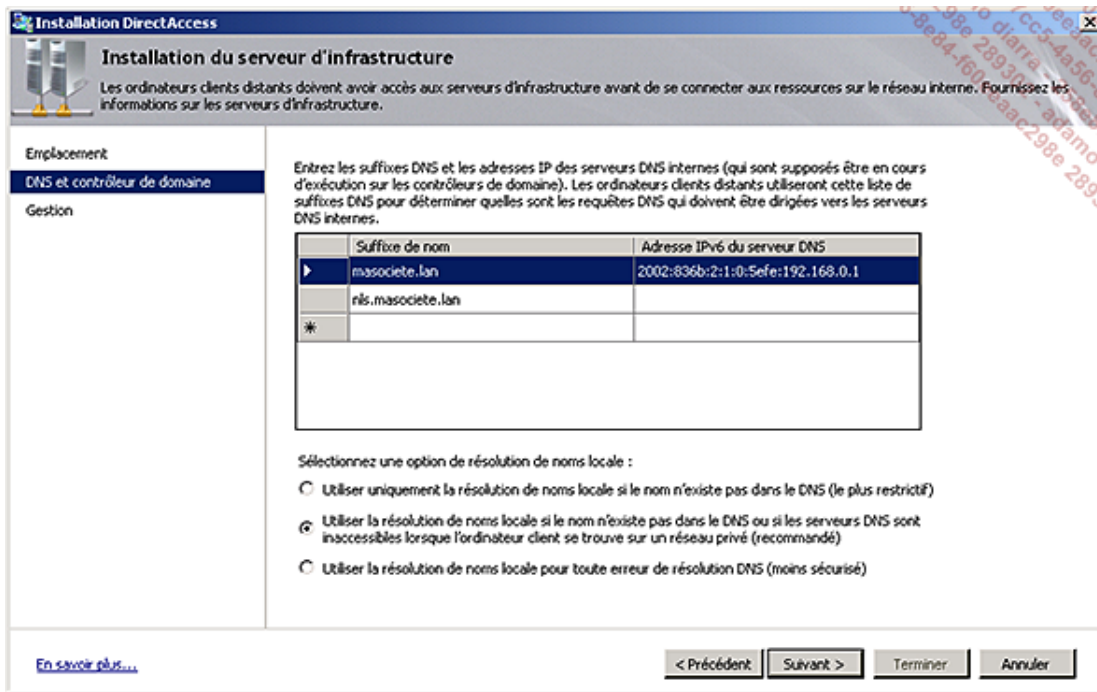 Installation DirectAccess
Installation du serveur d'infrastructure
Les ordinateurs clients distants doivent avoir accès aux serveurs d'infrastructure avant de se connecter aux ressources sur le réseau interne. Fournissez les
informations sur les serveurs d'infrastructure.
Emplacement
DNS et contrôleur de domaine
Gestion
Entrez les suffixes DNS et les adresses IP des serveurs DNS internes (qui sont supposés être en cours
d'exécution sur les contrôleurs de domaine). Les ordinateurs clients distants utiliseront cette liste de
suffixes DNS pour déterminer quelles sont les requêtes DNS qui doivent être dirigées vers les serveurs
DNS internes.
Suffixe de nom Adresse IPv6 du serveur DNS
masociete.lan 2002:836b:2:1:0:5efe:192.168.0.1
nls.masociete.lan
Sélectionnez une option de résolution de noms locale :
Utiliser uniquement la résolution de noms locale si le nom n'existe pas dans le DNS (le plus restrictif)
Utiliser la résolution de noms locale si le nom n'existe pas dans le DNS ou si les serveurs DNS sont
inaccessibles lorsque l'ordinateur client se trouve sur un réseau privé (recommandé)
Utiliser la résolution de noms locale pour toute erreur de résolution DNS (moins sécurisé)
En savoir plus...
< Précédent Suivant > Terminer Annuler